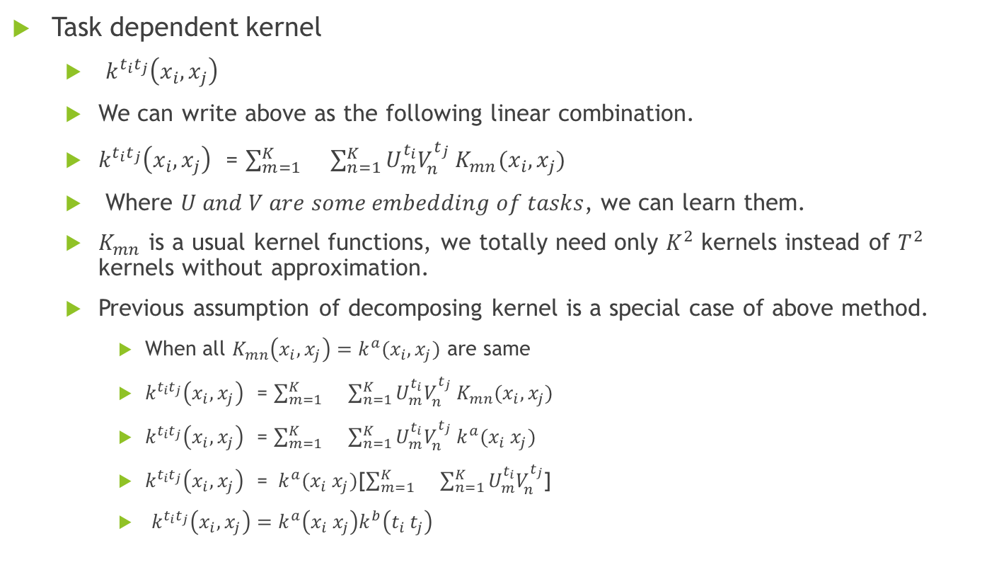 Task dependent kernel
$k^{t_i t_j}(x_i, x_j)$
We can write above as the following linear combination.
$k^{t_i t_j}(x_i, x_j) = \sum_{m=1}^{K} \sum_{n=1}^{K} U_m^{t_i} V_n^{t_j} K_{mn}(x_i, x_j)$
Where $U$ and $V$ are some embedding of tasks, we can learn them.
$K_{mn}$ is a usual kernel functions, we totally need only $K^2$ kernels instead of $T^2$
kernels without approximation.
Previous assumption of decomposing kernel is a special case of above method.
When all $K_{mn}(x_i, x_j) = k^a(x_i, x_j)$ are same
$k^{t_i t_j}(x_i, x_j) = \sum_{m=1}^{K} \sum_{n=1}^{K} U_m^{t_i} V_n^{t_j} K_{mn}(x_i, x_j)$
$k^{t_i t_j}(x_i, x_j) = \sum_{m=1}^{K} \sum_{n=1}^{K} U_m^{t_i} V_n^{t_j} k^a(x_i \, x_j)$
$k^{t_i t_j}(x_i, x_j) = k^a(x_i \, x_j)[\sum_{m=1}^{K} \sum_{n=1}^{K} U_m^{t_i} V_n^{t_j}]$
$k^{t_i t_j}(x_i, x_j) = k^a(x_i \, x_j) k^b(t_i \, t_j)$